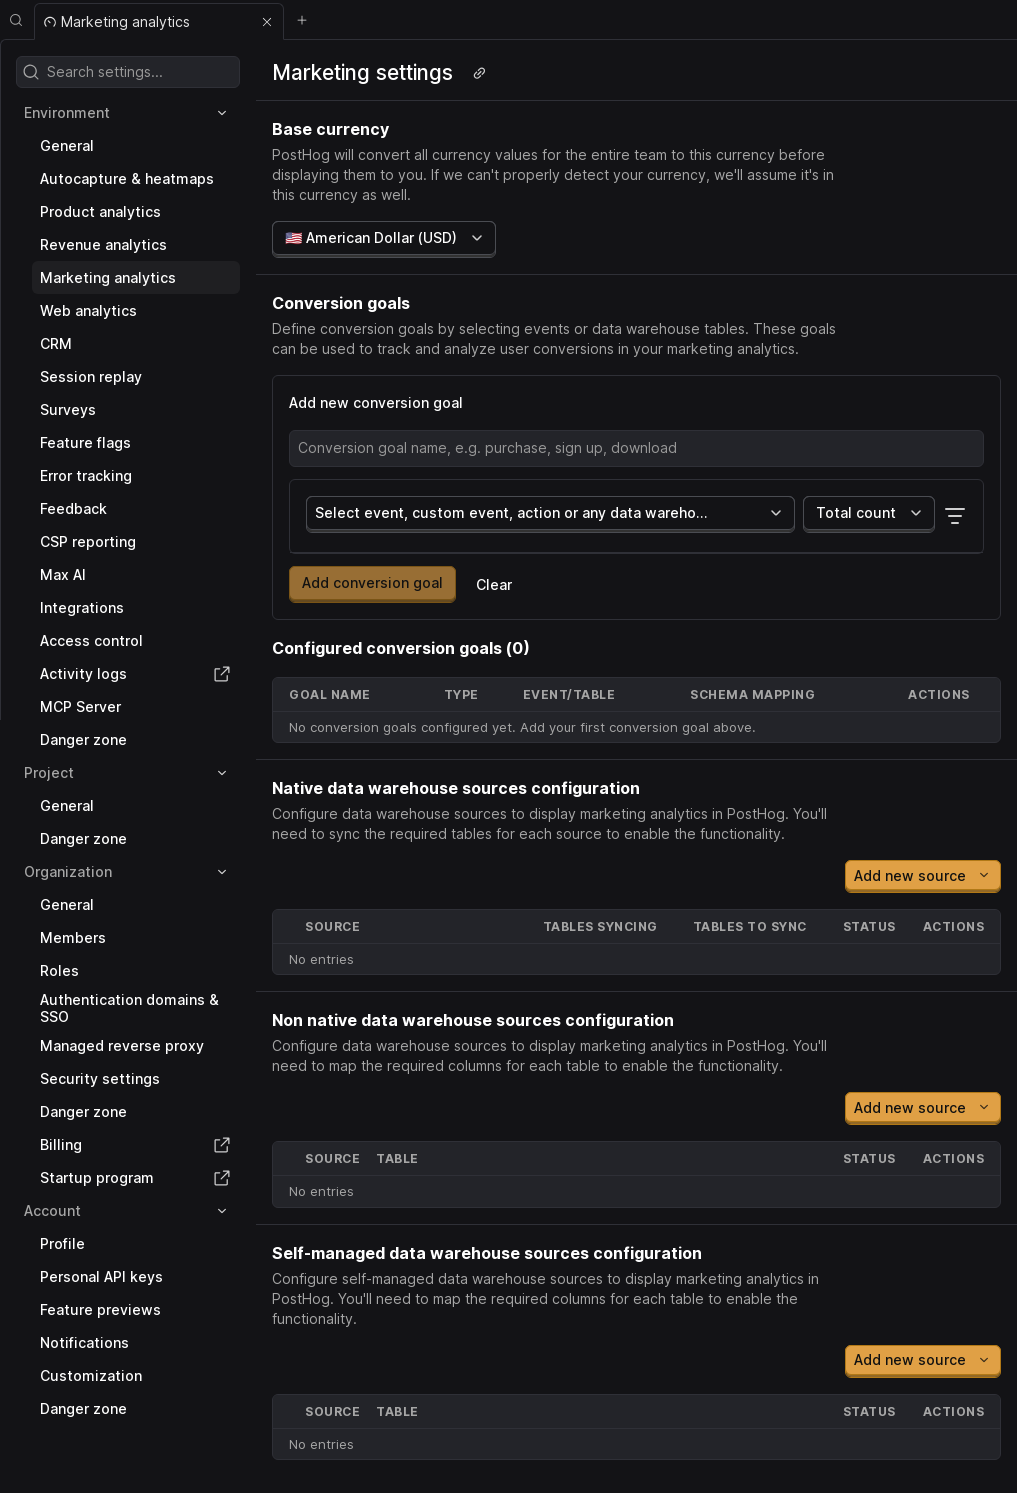 Marketing analytics
Search settings...
Environment
General
Autocapture & heatmaps
Product analytics
Revenue analytics
Marketing analytics
Web analytics
CRM
Session replay
Surveys
Feature flags
Error tracking
Feedback
CSP reporting
Max AI
Integrations
Access control
Activity logs
MCP Server
Danger zone
Project
General
Danger zone
Organization
General
Members
Roles
Authentication domains &
SSO
Managed reverse proxy
Security settings
Danger zone
Billing
Startup program
Account
Profile
Personal API keys
Feature previews
Notifications
Customization
Danger zone
Marketing settings
Base currency
PostHog will convert all currency values for the entire team to this currency before
displaying them to you. If we can't properly detect your currency, we'll assume it's in
this currency as well.
🇺🇸 American Dollar (USD)
Conversion goals
Define conversion goals by selecting events or data warehouse tables. These goals
can be used to track and analyze user conversions in your marketing analytics.
Add new conversion goal
Conversion goal name, e.g. purchase, sign up, download
Select event, custom event, action or any data wareho... Total count
Add conversion goal Clear
Configured conversion goals (0)
GOAL NAME TYPE EVENT/TABLE SCHEMA MAPPING ACTIONS
No conversion goals configured yet. Add your first conversion goal above.
Native data warehouse sources configuration
Configure data warehouse sources to display marketing analytics in PostHog. You'll
need to sync the required tables for each source to enable the functionality.
Add new source
SOURCE TABLES SYNCING TABLES TO SYNC STATUS ACTIONS
No entries
Non native data warehouse sources configuration
Configure data warehouse sources to display marketing analytics in PostHog. You'll
need to map the required columns for each table to enable the functionality.
Add new source
SOURCE TABLE STATUS ACTIONS
No entries
Self-managed data warehouse sources configuration
Configure self-managed data warehouse sources to display marketing analytics in
PostHog. You'll need to map the required columns for each table to enable the
functionality.
Add new source
SOURCE TABLE STATUS ACTIONS
No entries